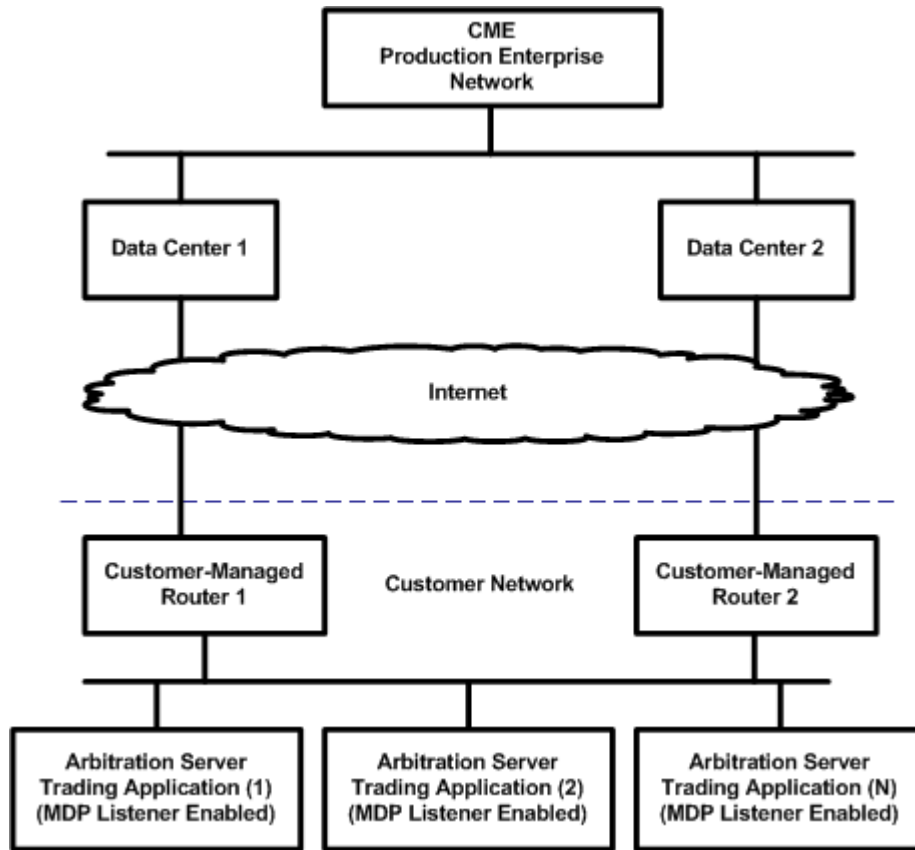 CME
Production Enterprise
Network
Data Center 1
Data Center 2
Internet
Customer-Managed
Router 1
Customer Network
Customer-Managed
Router 2
Arbitration Server
Trading Application (1)
(MDP Listener Enabled)
Arbitration Server
Trading Application (2)
(MDP Listener Enabled)
Arbitration Server
Trading Application (N)
(MDP Listener Enabled)